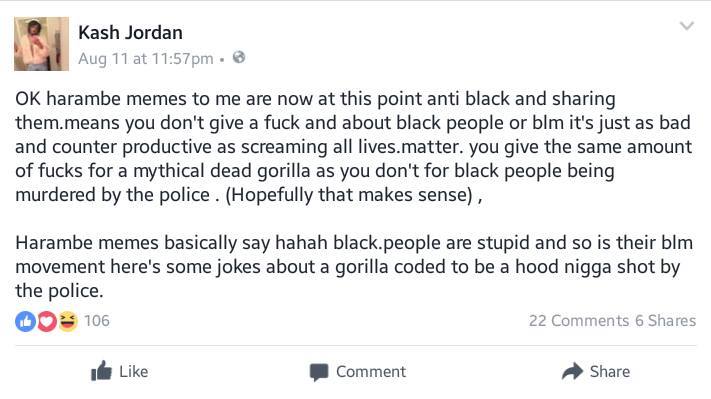 Kash Jordan
Aug 11 at 11:57pm •
OK harambe memes to me are now at this point anti black and sharing
them.means you don't give a fuck and about black people or blm it's just as bad
and counter productive as screaming all lives.matter. you give the same amount
of fucks for a mythical dead gorilla as you don't for black people being
murdered by the police . (Hopefully that makes sense) ,
Harambe memes basically say hahah black.people are stupid and so is their blm
movement here's some jokes about a gorilla coded to be a hood nigga shot by
the police.
106 22 Comments 6 Shares
Like Comment Share